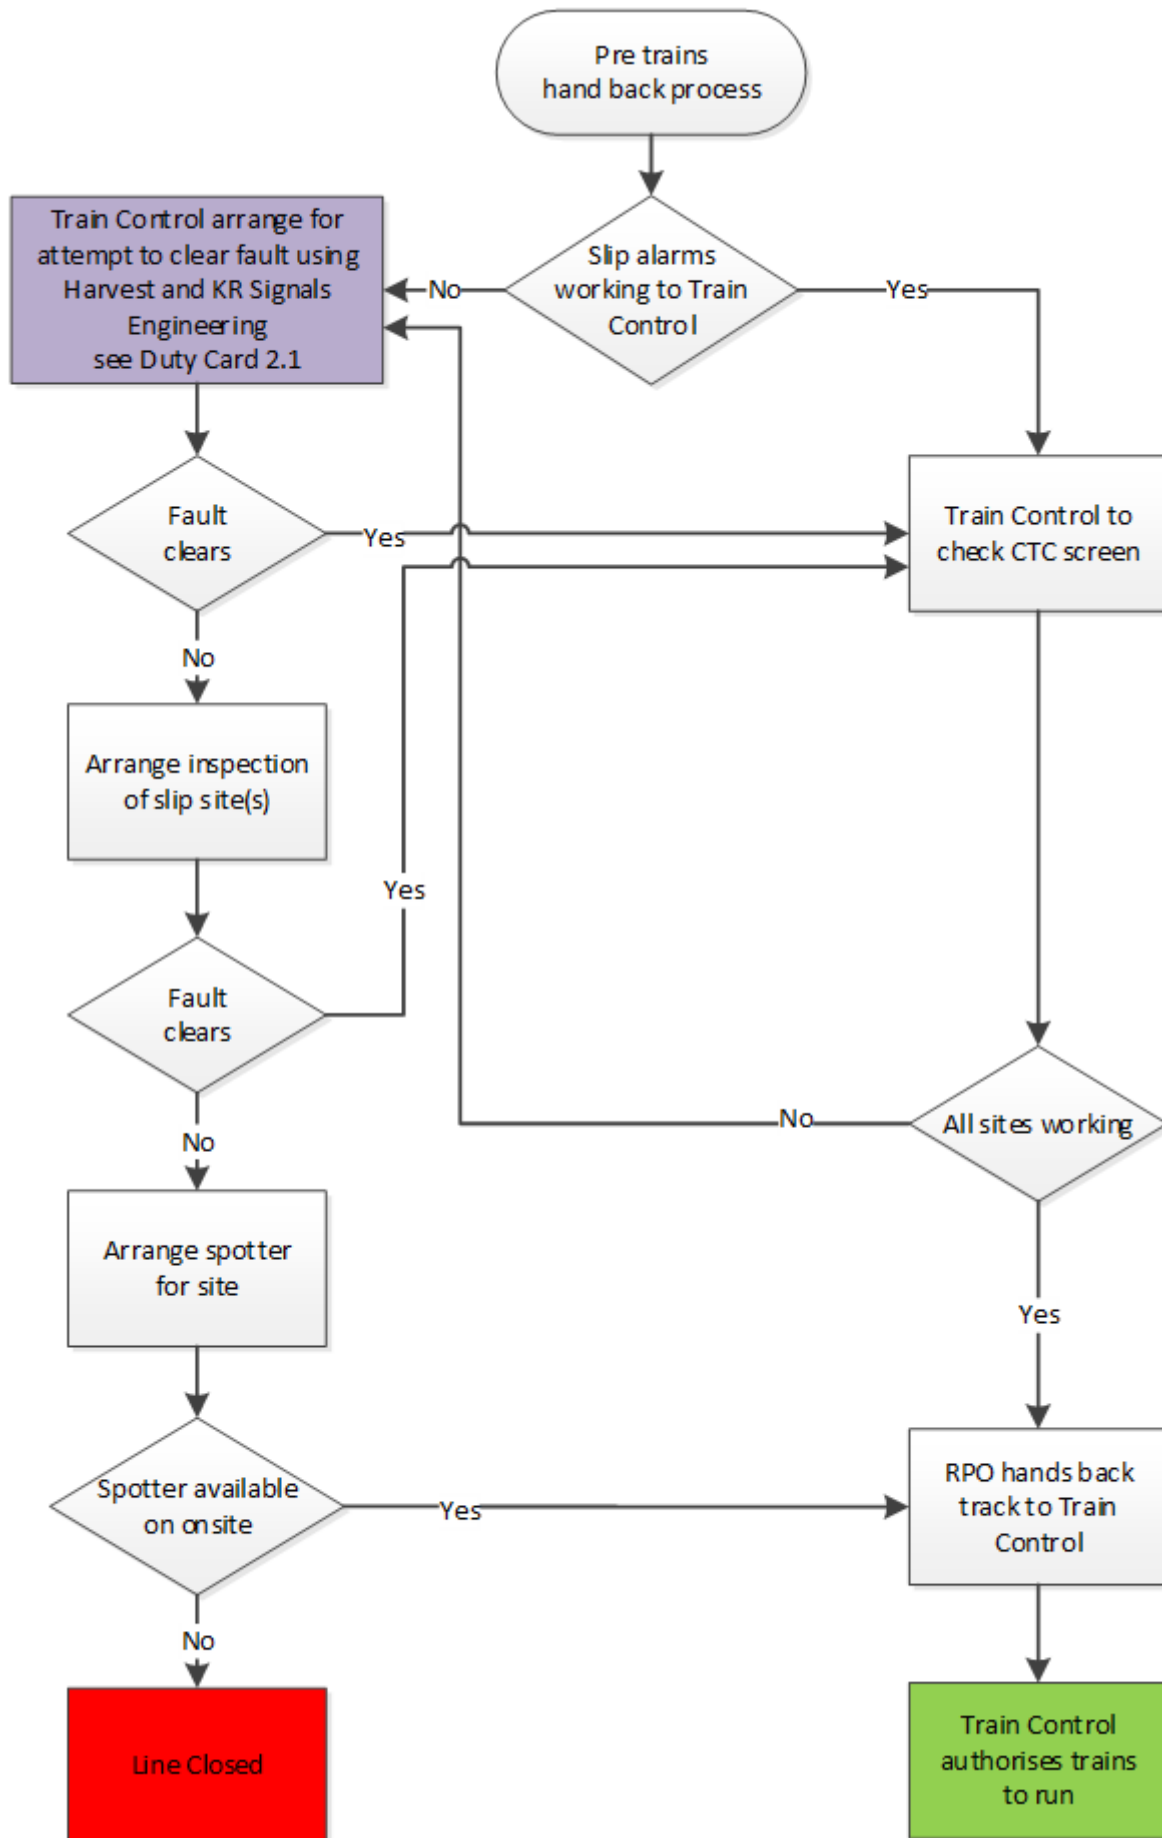 Pre trains
hand back process
Train Control arrange for
attempt to clear fault using
Harvest and KR Signals
Engineering
see Duty Card 2.1
No
Slip alarms
working to Train
Control
Yes
Fault
clears
Yes
Train Control to
check CTC screen
No
Arrange inspection
of slip site(s)
Yes
Fault
clears
No
All sites working
No
Arrange spotter
for site
Yes
Spotter available
on onsite
Yes
RPO hands back
track to Train
Control
No
Line Closed
Train Control
authorises trains
to run